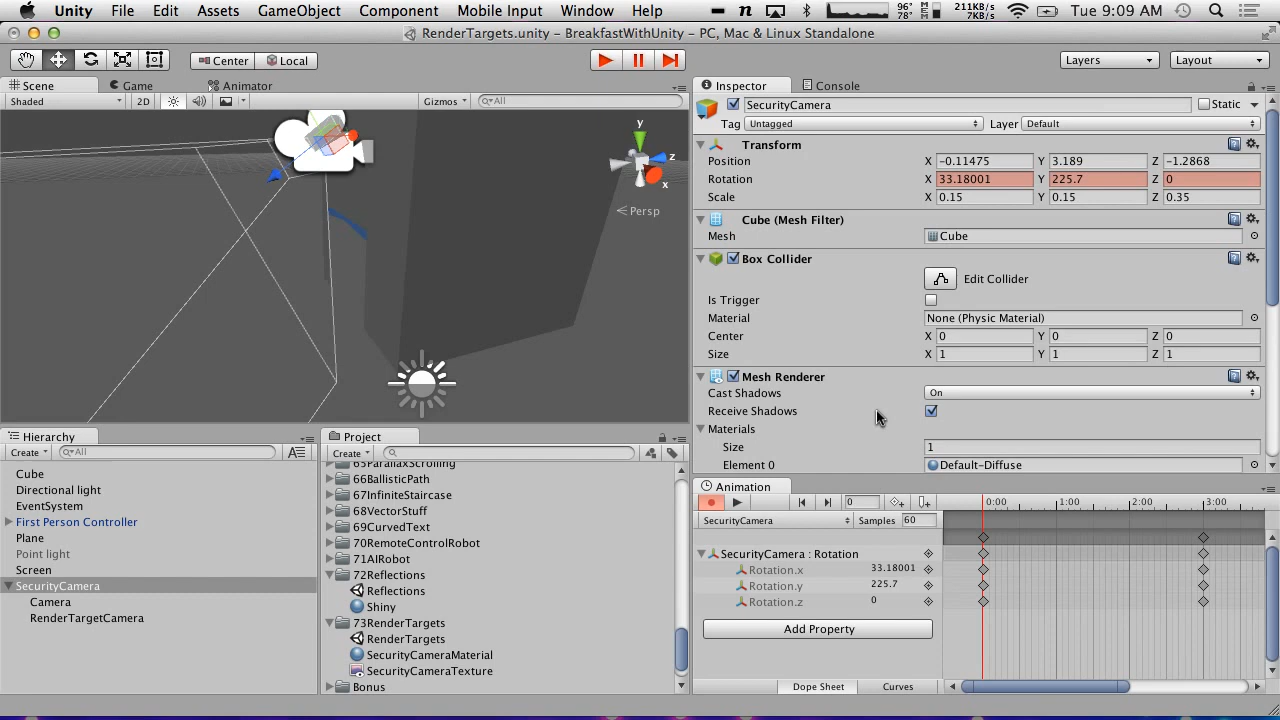 Unity File Edit Assets GameObject Component Mobile Input Window Help 96° 78° 211KB/s 7KB/s Tue 9:09 AM
RenderTargets.unity – BreakfastWithUnity – PC, Mac & Linux Standalone
Center Local Layers Layout
Scene Game Animator
Shaded 2D Gizmos All
y
z
x
Persp
Hierarchy
Create All
Cube
Directional light
EventSystem
First Person Controller
Plane
Point light
Screen
SecurityCamera
Camera
RenderTargetCamera
Project
Create
65ParallaxScrolling
66BallisticPath
67InfiniteStaircase
68VectorStuff
69CurvedText
70RemoteControlRobot
71AIRobot
72Reflections
Reflections
Shiny
73RenderTargets
RenderTargets
SecurityCameraMaterial
SecurityCameraTexture
Bonus
Inspector Console
SecurityCamera Static
Tag Untagged Layer Default
Transform
Position X -0.11475 Y 3.189 Z -1.2868
Rotation X 33.18001 Y 225.7 Z 0
Scale X 0.15 Y 0.15 Z 0.35
Cube (Mesh Filter)
Mesh Cube
Box Collider
Edit Collider
Is Trigger
Material None (Physic Material)
Center X 0 Y 0 Z 0
Size X 1 Y 1 Z 1
Mesh Renderer
Cast Shadows On
Receive Shadows
Materials
Size 1
Element 0 Default-Diffuse
Animation
0 0:00 1:00 2:00 3:00
SecurityCamera Samples 60
SecurityCamera : Rotation
Rotation.x 33.18001
Rotation.y 225.7
Rotation.z 0
Add Property
Dope Sheet Curves